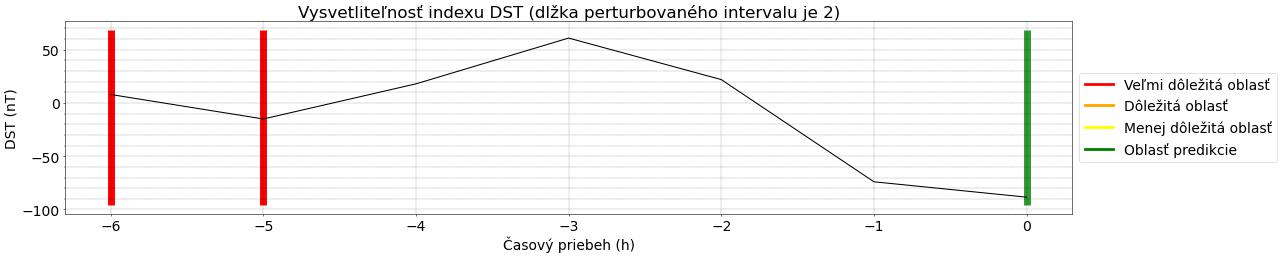 Vysvetliteľnosť indexu DST (dlžka perturbovaného intervalu je 2)
DST (nT)
50
0
−50
−100
−6 −5 −4 −3 −2 −1 0
Časový priebeh (h)
Veľmi dôležitá oblasť
Dôležitá oblasť
Menej dôležitá oblasť
Oblasť predikcie